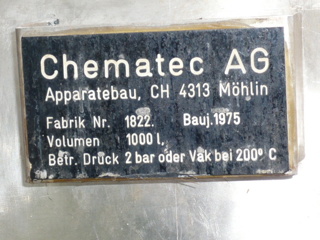 Chematec AG
Apparatebau, CH 4313 Möhlin
Fabrik Nr. 1822. Bauj.1975
Volumen 1000 l,
Betr. Druck 2 bar oder Vak bei 200° C